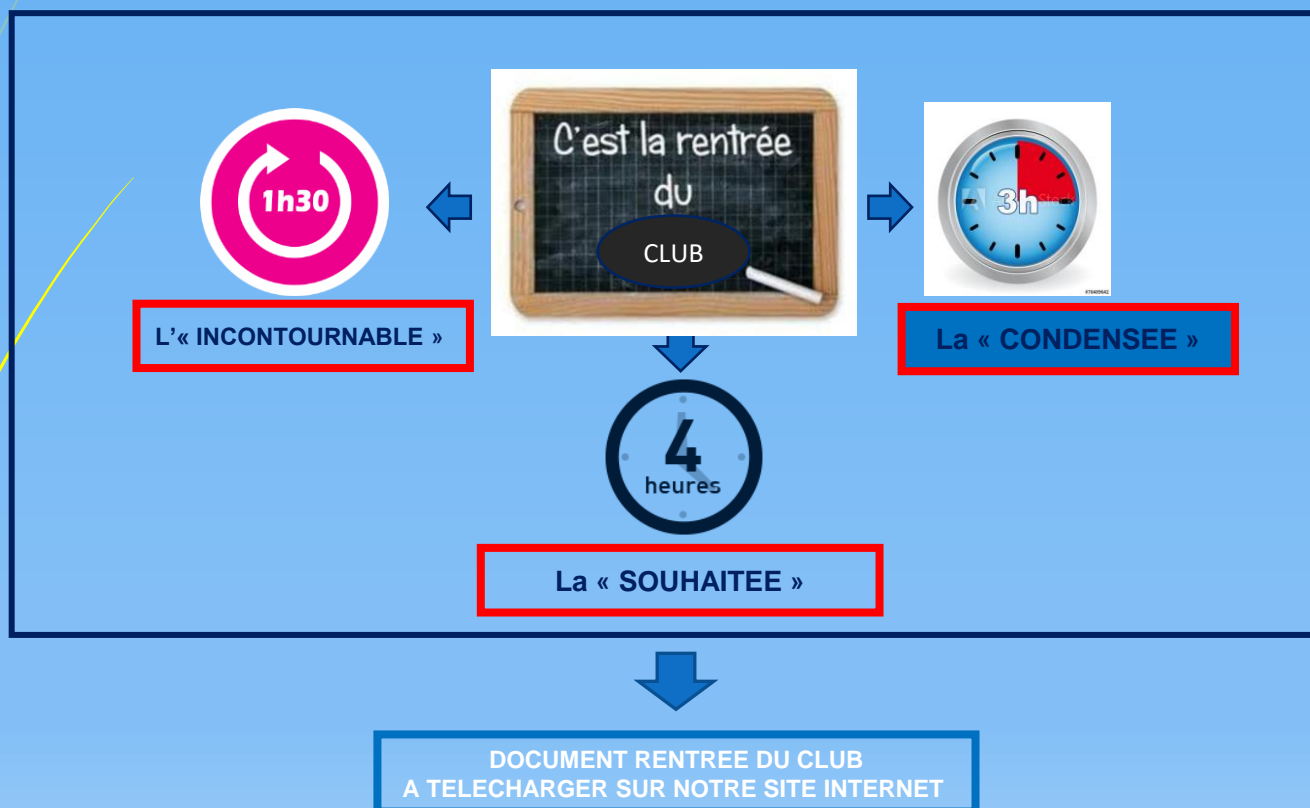 C'est la rentrée
du
CLUB
1h30
L'« INCONTOURNABLE »
3h
#76409642
La « CONDENSEE »
4
heures
La « SOUHAITEE »
DOCUMENT RENTREE DU CLUB
A TELECHARGER SUR NOTRE SITE INTERNET